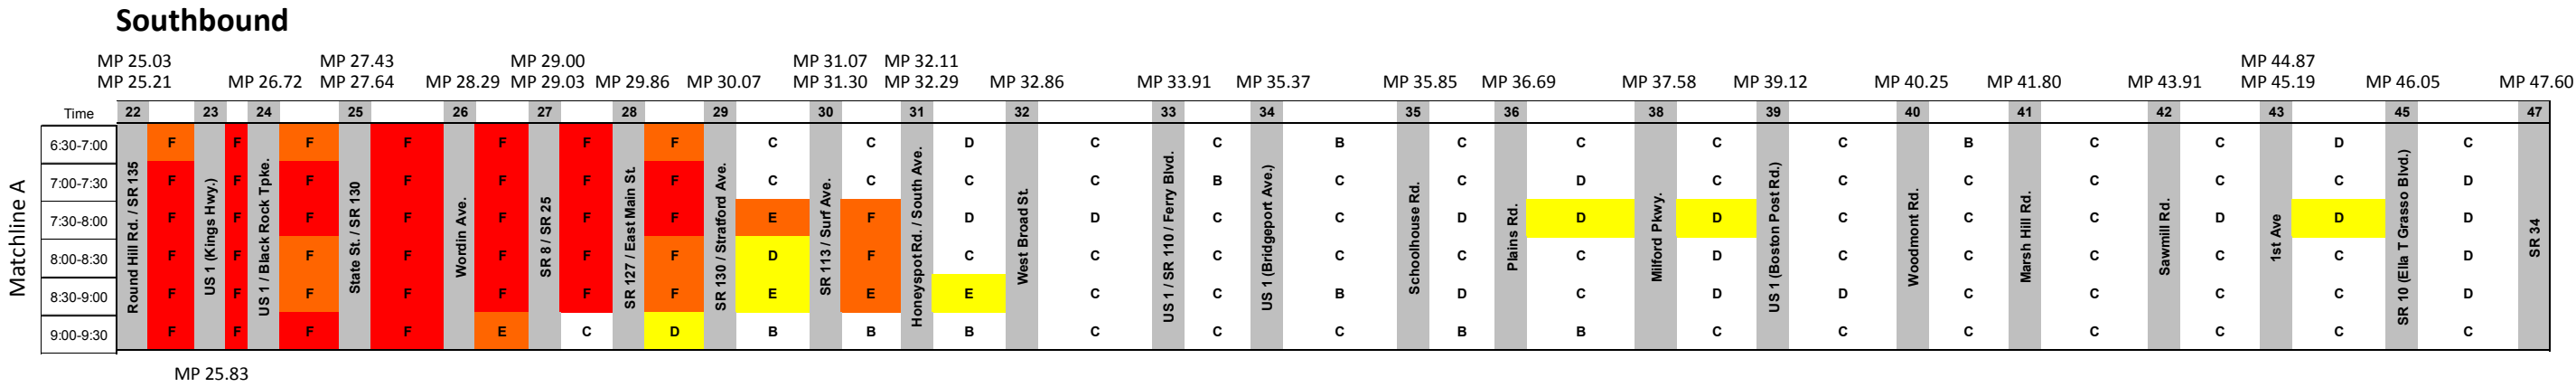 Southbound
MP 25.03 MP 27.43 MP 29.00 MP 31.07 MP 32.11 MP 44.87
MP 25.21 MP 26.72 MP 27.64 MP 28.29 MP 29.03 MP 29.86 MP 30.07 MP 31.30 MP 32.29 MP 32.86 MP 33.91 MP 35.37 MP 35.85 MP 36.69 MP 37.58 MP 39.12 MP 40.25 MP 41.80 MP 43.91 MP 45.19 MP 46.05 MP 47.60
Time 22 23 24 25 26 27 28 29 30 31 32 33 34 35 36 38 39 40 41 42 43 45 47
Matchline A
6:30-7:00 F F F F F F F C C D C C B C C C C B C C D C
7:00-7:30 F F F F F F F C C C C B C C D C C C C C C D
7:30-8:00 F F F F F F F E F D D C C D D D C C C D D D
8:00-8:30 F F F F F F F D F C C C C C C D C C C C C D
8:30-9:00 F F F F F F F E E E C C B D C D D C C C C D
9:00-9:30 F F F F E C D B B B C C C B B C C C C C C C
Round Hill Rd. / SR 135
US 1 (Kings Hwy.)
US 1 / Black Rock Tpke.
State St. / SR 130
Wordin Ave.
SR 8 / SR 25
SR 127 / East Main St.
SR 130 / Stratford Ave.
SR 113 / Surf Ave.
Honeyspot Rd. / South Ave.
West Broad St.
US 1 / SR 110 / Ferry Blvd.
US 1 (Bridgeport Ave.)
Schoolhouse Rd.
Plains Rd.
Milford Pkwy.
US 1 (Boston Post Rd.)
Woodmont Rd.
Marsh Hill Rd.
Sawmill Rd.
1st Ave
SR 10 (Ella T Grasso Blvd.)
SR 34
MP 25.83